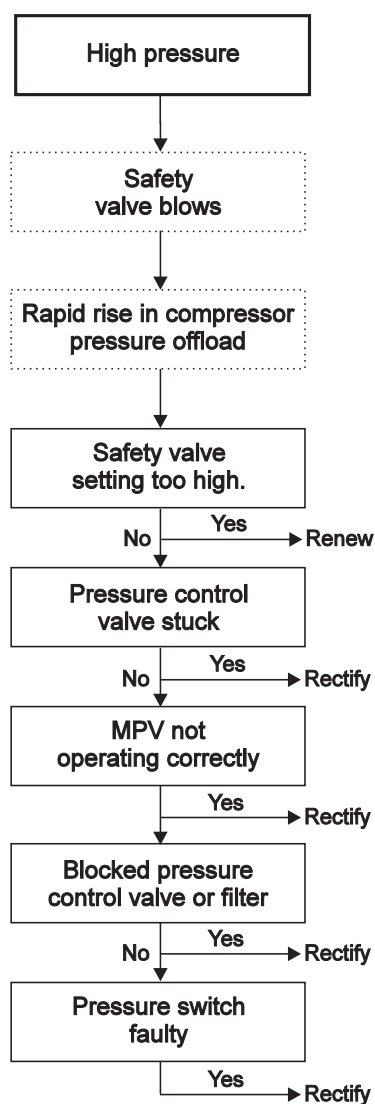 High pressure
Safety
valve blows
Rapid rise in compressor
pressure offload
Safety valve
setting too high.
Yes
No
Renew
Pressure control
valve stuck
Yes
No
Rectify
MPV not
operating correctly
Yes
Rectify
Blocked pressure
control valve or filter
Yes
No
Rectify
Pressure switch
faulty
Yes
Rectify